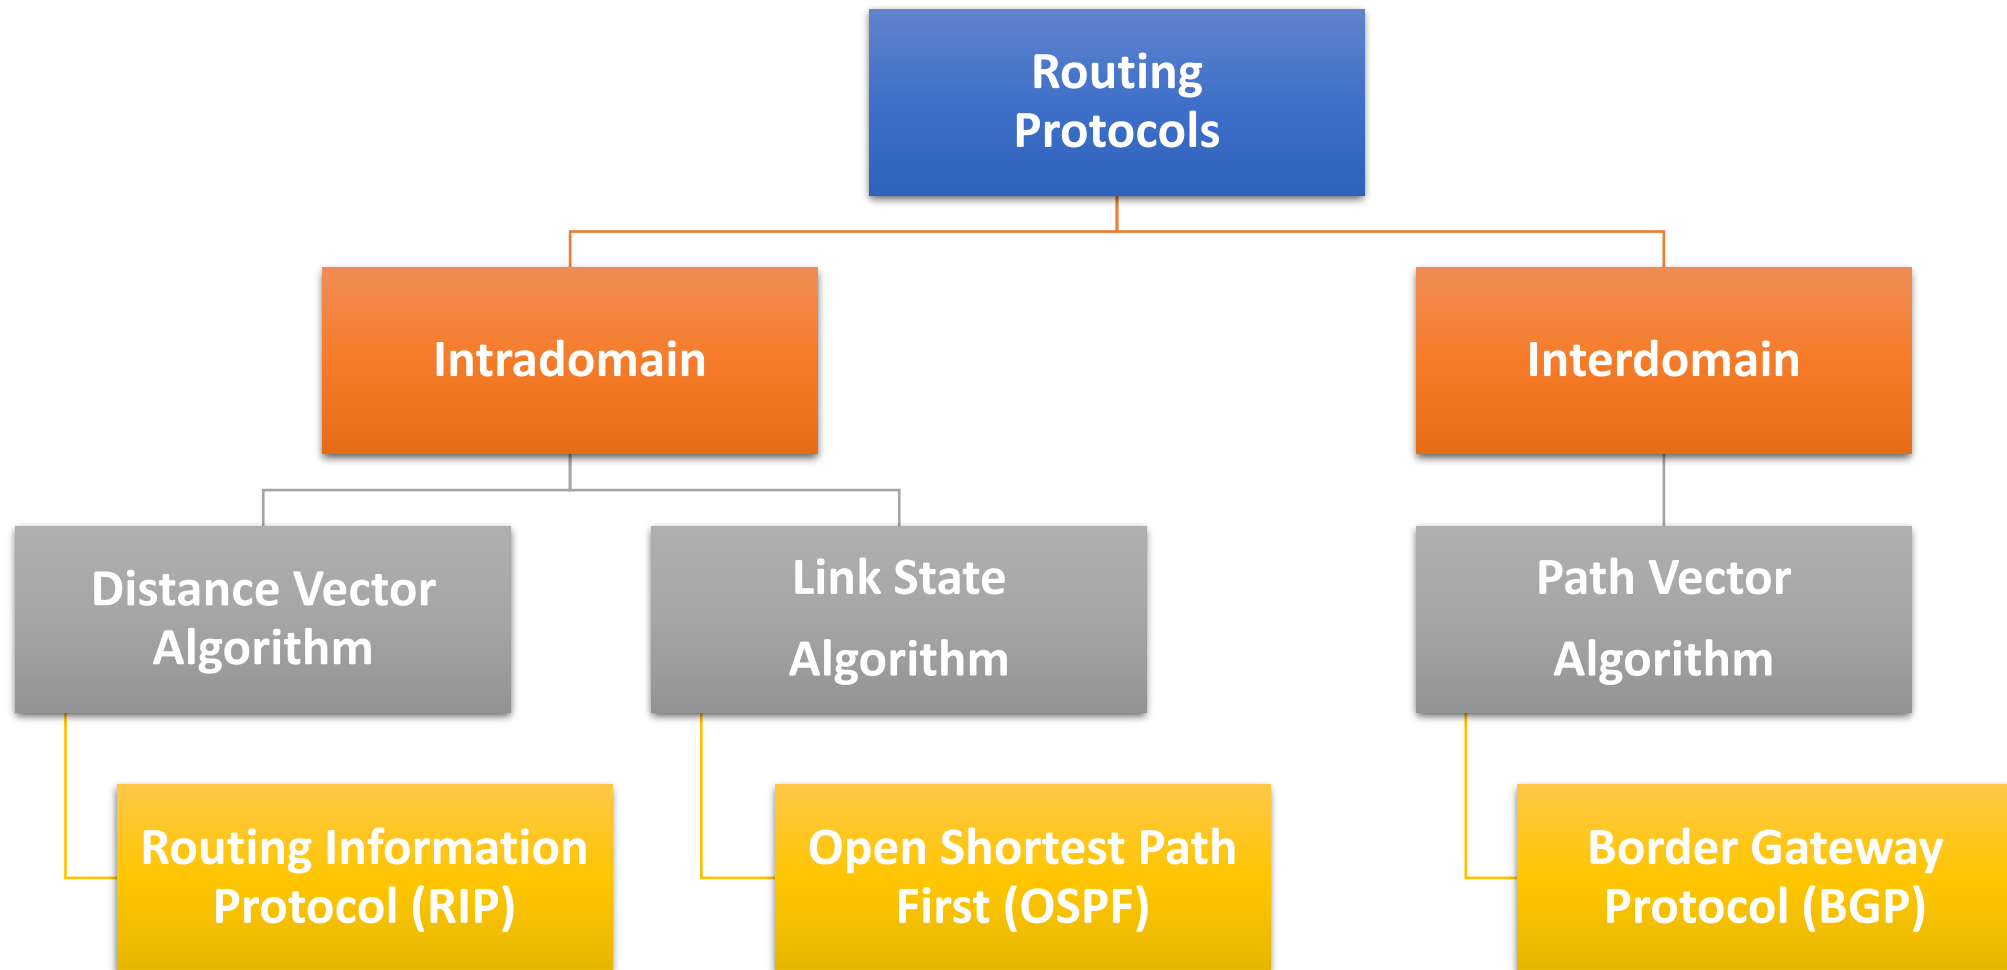 Routing
Protocols
Intradomain
Interdomain
Distance Vector
Algorithm
Link State
Algorithm
Path Vector
Algorithm
Routing Information
Protocol (RIP)
Open Shortest Path
First (OSPF)
Border Gateway
Protocol (BGP)